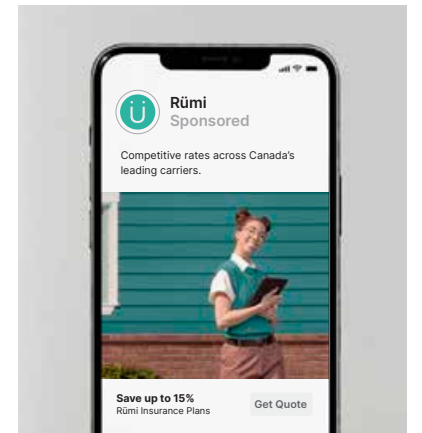 Ü
Rümi
Sponsored
Competitive rates across Canada's
leading carriers.
Save up to 15%
Rümi Insurance Plans
Get Quote